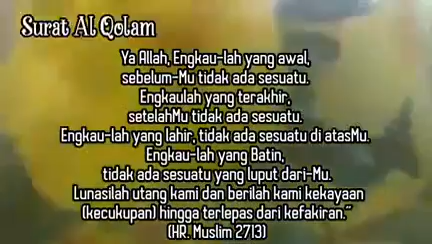 Surat Al Qolam
Ya Allah, Engkau-lah yang awal,
sebelum-Mu tidak ada sesuatu.
Engkaulah yang terakhir,
setelahMu tidak ada sesuatu.
Engkau-lah yang lahir, tidak ada sesuatu di atasMu.
Engkau-lah yang Batin,
tidak ada sesuatu yang luput dari-Mu.
Lunasilah utang kami dan berilah kami kekayaan
(kecukupan) hingga terlepas dari kefakiran."
(HR. Muslim 2713)